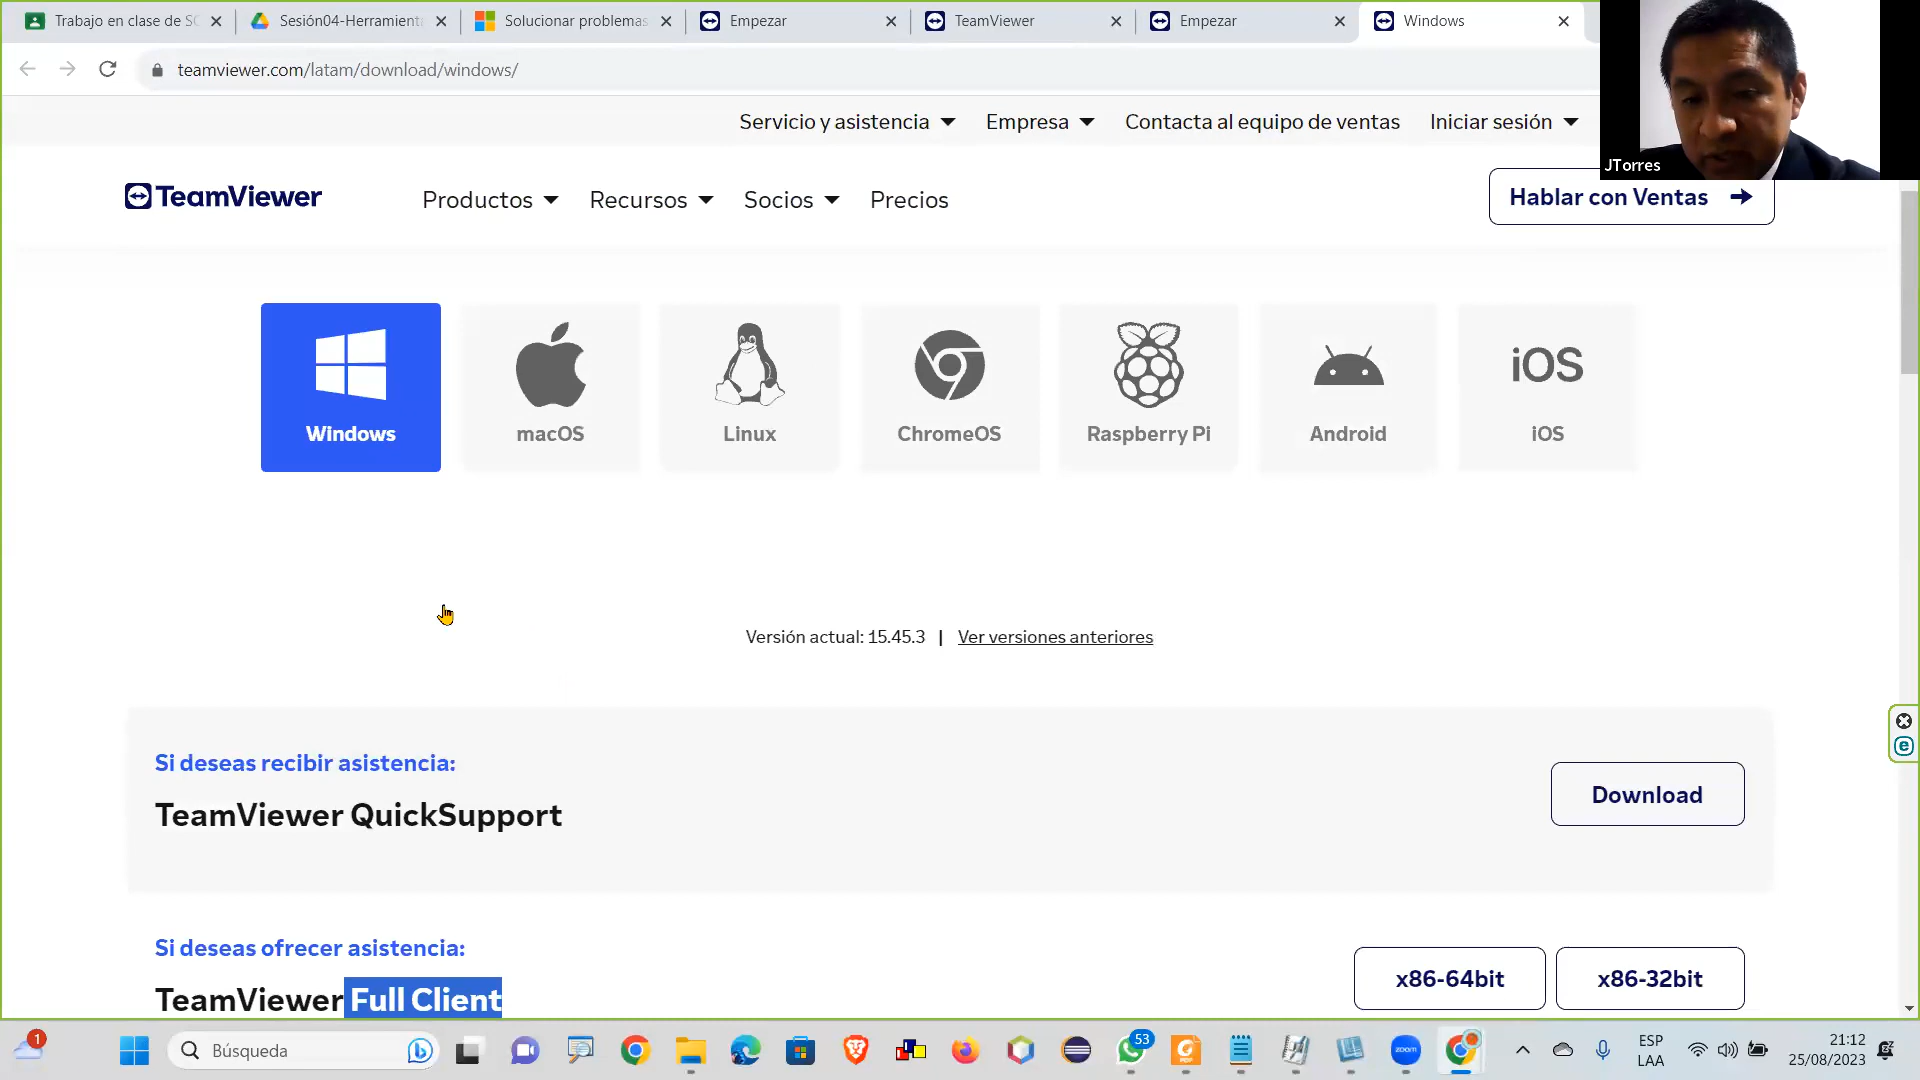 Trabajo en clase de SO
Sesión04-Herramient
Solucionar problemas
Empezar
TeamViewer
Empezar
Windows
teamviewer.com/latam/download/windows/
Servicio y asistencia
Empresa
Contacta al equipo de ventas
Iniciar sesión
JTorres
TeamViewer
Productos
Recursos
Socios
Precios
Hablar con Ventas
Windows
macOS
Linux
ChromeOS
Raspberry Pi
Android
iOS
iOS
Versión actual: 15.45.3 | Ver versiones anteriores
Si deseas recibir asistencia:
TeamViewer QuickSupport
Download
Si deseas ofrecer asistencia:
TeamViewer Full Client
x86-64bit
x86-32bit
1
Búsqueda
53
zoom
ESP
LAA
21:12
25/08/2023